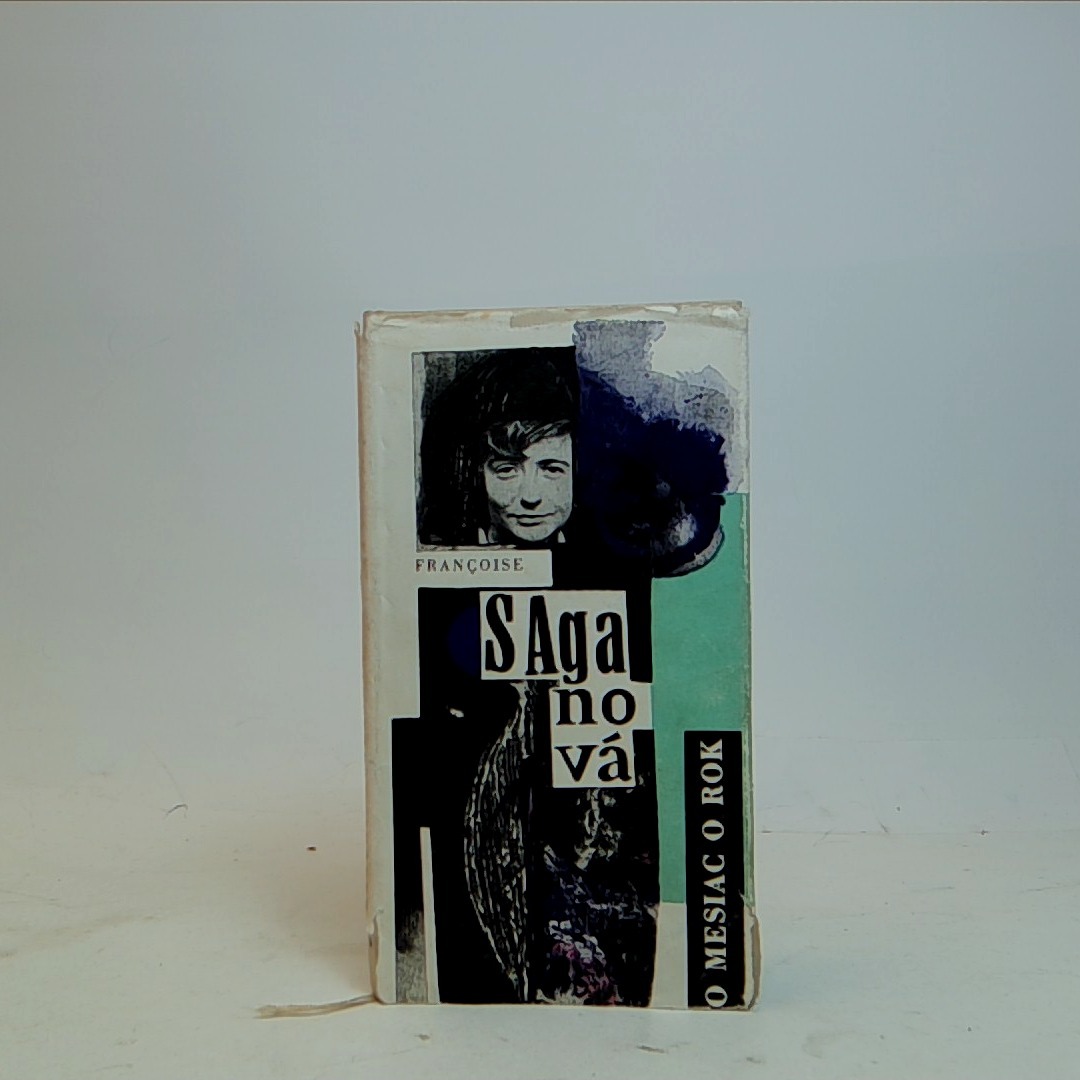 FRANÇOISE
SAga
no
vá
O MESIAC O ROK